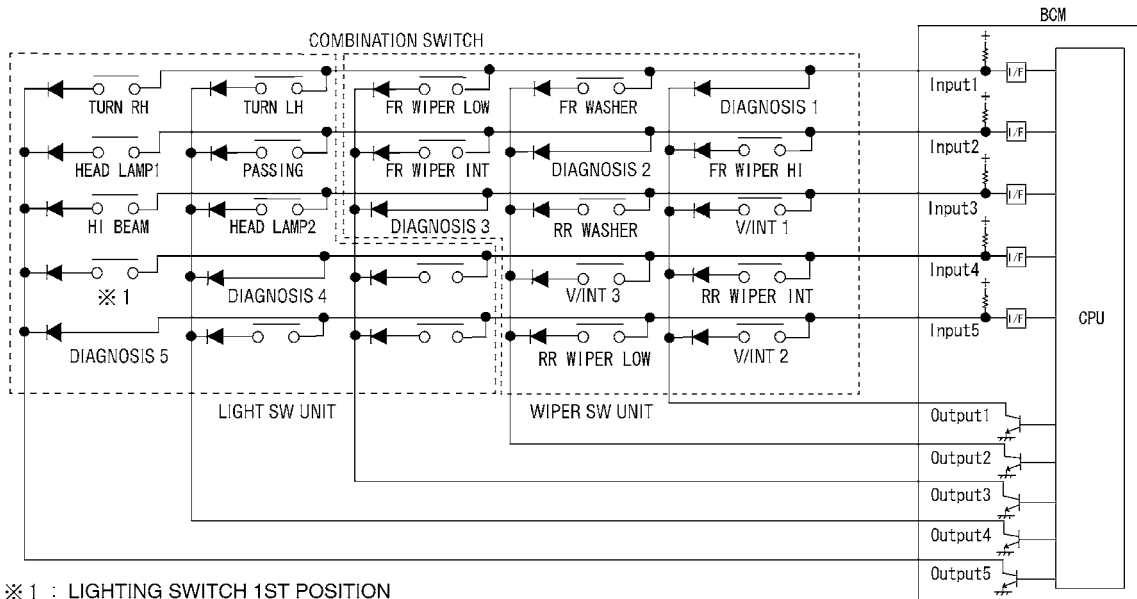 BCM
COMBINATION SWITCH
TURN RH
TURN LH
FR WIPER LOW
FR WASHER
DIAGNOSIS 1
Input1
I/F
HEAD LAMP1
PASSING
FR WIPER INT
DIAGNOSIS 2
FR WIPER HI
Input2
I/F
HI BEAM
HEAD LAMP2
DIAGNOSIS 3
RR WASHER
V/INT 1
Input3
I/F
※1
DIAGNOSIS 4
V/INT 3
RR WIPER INT
Input4
I/F
CPU
DIAGNOSIS 5
RR WIPER LOW
V/INT 2
Input5
I/F
LIGHT SW UNIT
WIPER SW UNIT
Output1
Output2
Output3
Output4
Output5
※1 : LIGHTING SWITCH 1ST POSITION